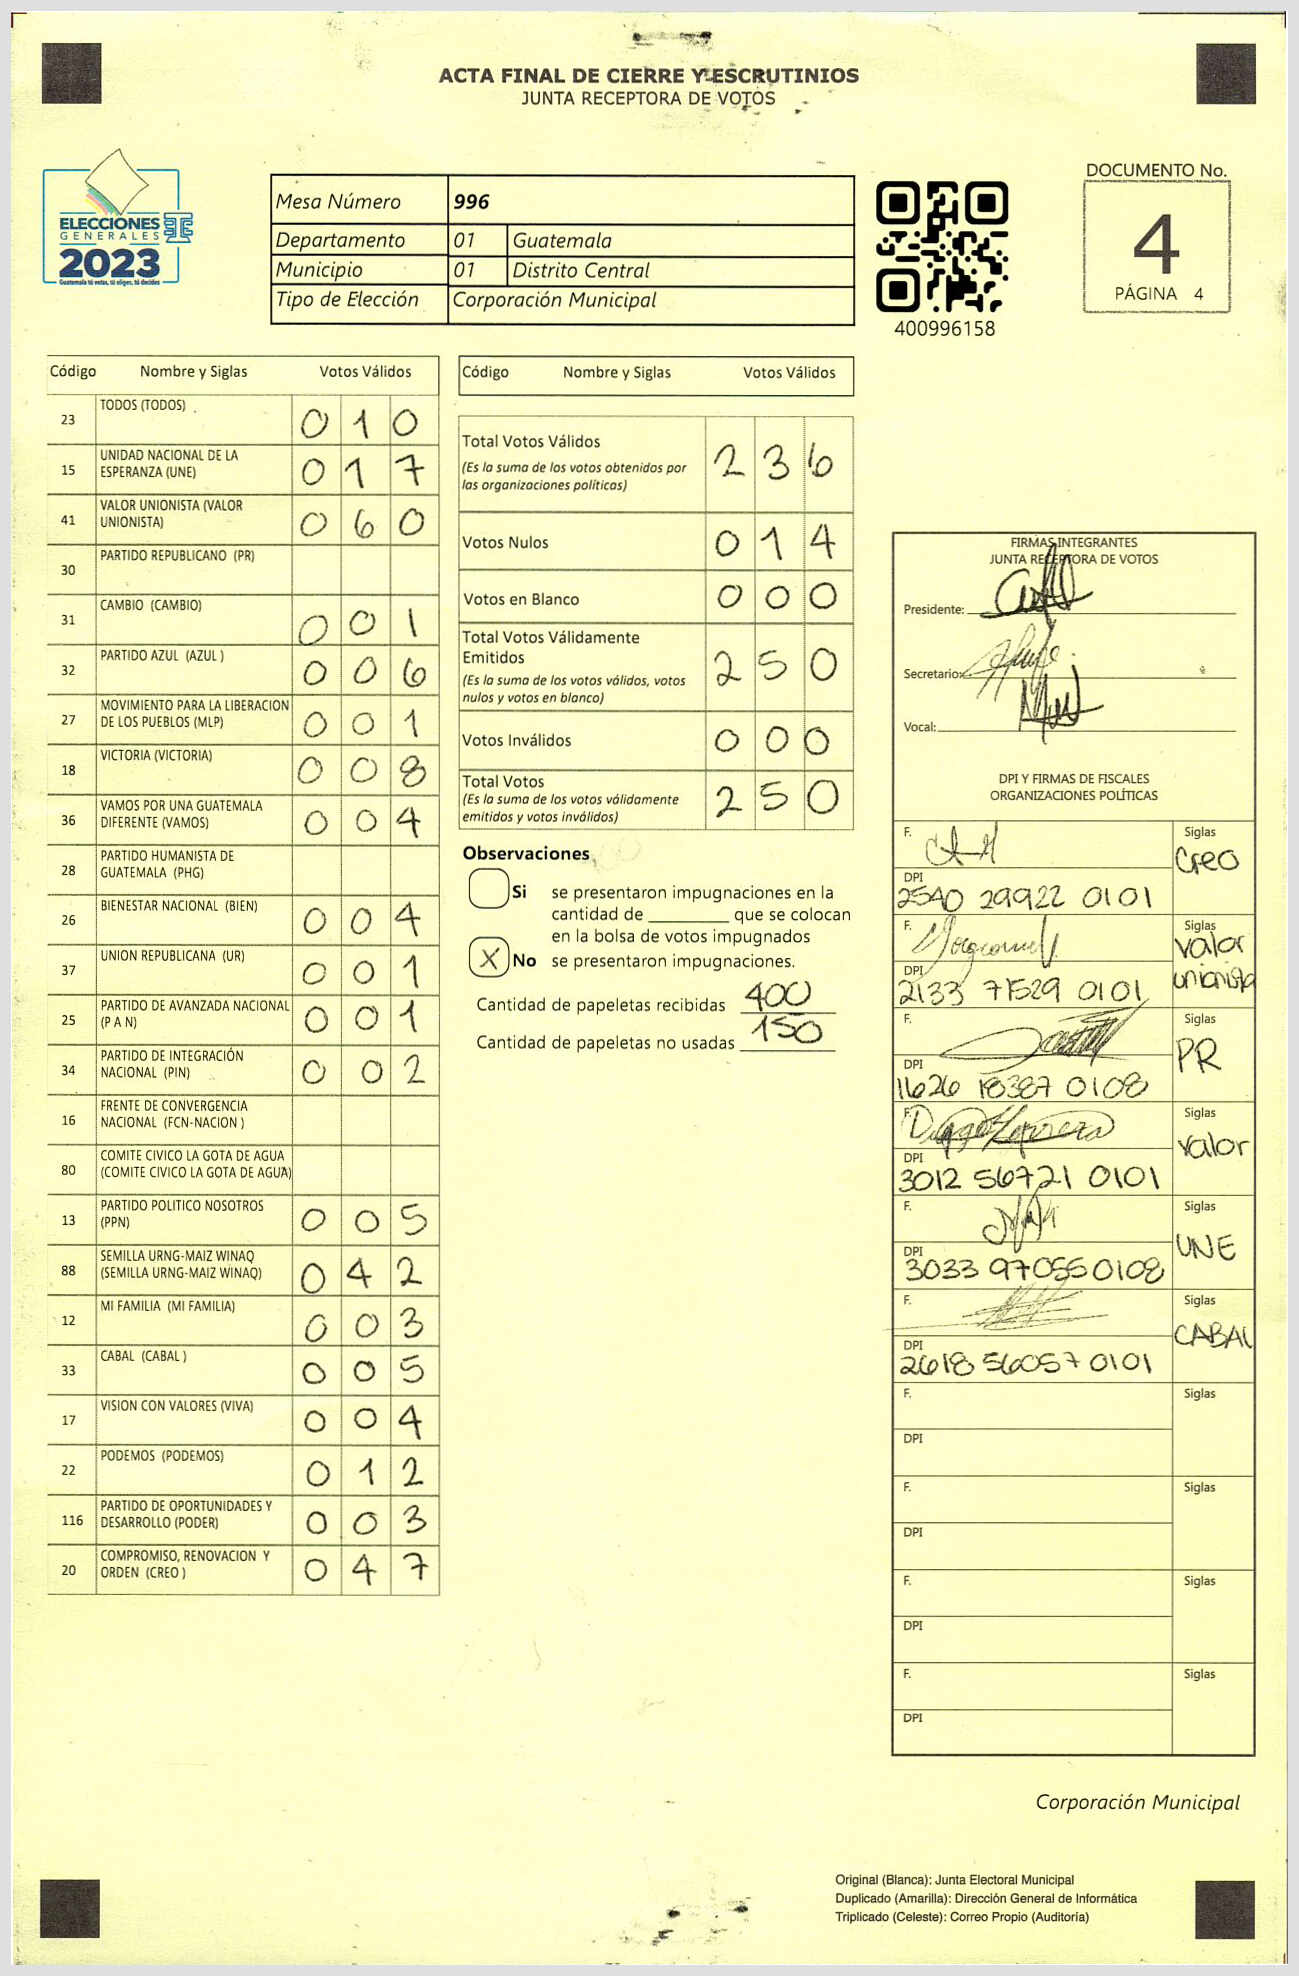 ACTA FINAL DE CIERRE Y ESCRUTINIOS
JUNTA RECEPTORA DE VOTOS
ELECCIONES
GENERALES
2023
Guatemala tú votas, tú eliges, tú decides
Mesa Número 996
Departamento 01 Guatemala
Municipio 01 Distrito Central
Tipo de Elección Corporación Municipal
400996158
DOCUMENTO No.
4
PÁGINA 4
Código Nombre y Siglas Votos Válidos
23 TODOS (TODOS) 0 1 0
15 UNIDAD NACIONAL DE LA
ESPERANZA (UNE) 0 1 7
41 VALOR UNIONISTA (VALOR
UNIONISTA) 0 6 0
30 PARTIDO REPUBLICANO (PR)
31 CAMBIO (CAMBIO) 0 0 1
32 PARTIDO AZUL (AZUL ) 0 0 6
27 MOVIMIENTO PARA LA LIBERACION
DE LOS PUEBLOS (MLP) 0 0 1
18 VICTORIA (VICTORIA) 0 0 8
36 VAMOS POR UNA GUATEMALA
DIFERENTE (VAMOS) 0 0 4
28 PARTIDO HUMANISTA DE
GUATEMALA (PHG)
26 BIENESTAR NACIONAL (BIEN) 0 0 4
37 UNION REPUBLICANA (UR) 0 0 1
25 PARTIDO DE AVANZADA NACIONAL
(P A N) 0 0 1
34 PARTIDO DE INTEGRACIÓN
NACIONAL (PIN) 0 0 2
16 FRENTE DE CONVERGENCIA
NACIONAL (FCN-NACION )
80 COMITE CIVICO LA GOTA DE AGUA
(COMITE CIVICO LA GOTA DE AGUA)
13 PARTIDO POLITICO NOSOTROS
(PPN) 0 0 5
88 SEMILLA URNG-MAIZ WINAQ
(SEMILLA URNG-MAIZ WINAQ) 0 4 2
12 MI FAMILIA (MI FAMILIA) 0 0 3
33 CABAL (CABAL ) 0 0 5
17 VISION CON VALORES (VIVA) 0 0 4
22 PODEMOS (PODEMOS) 0 1 2
116 PARTIDO DE OPORTUNIDADES Y
DESARROLLO (PODER) 0 0 3
20 COMPROMISO, RENOVACION Y
ORDEN (CREO ) 0 4 7
Código Nombre y Siglas Votos Válidos
Total Votos Válidos 2 3 6
(Es la suma de los votos obtenidos por
las organizaciones políticas)
Votos Nulos 0 1 4
Votos en Blanco 0 0 0
Total Votos Válidamente
Emitidos 2 5 0
(Es la suma de los votos válidos, votos
nulos y votos en blanco)
Votos Inválidos 0 0 0
Total Votos 2 5 0
(Es la suma de los votos válidamente
emitidos y votos inválidos)
Observaciones
Si se presentaron impugnaciones en la
cantidad de ________ que se colocan
en la bolsa de votos impugnados
X No se presentaron impugnaciones.
Cantidad de papeletas recibidas 400
Cantidad de papeletas no usadas 150
FIRMAS INTEGRANTES
JUNTA RECEPTORA DE VOTOS
Presidente:
Secretario:
Vocal:
DPI Y FIRMAS DE FISCALES
ORGANIZACIONES POLÍTICAS
F. Siglas
Creo
DPI
2540 29922 0101
F. Siglas
Valor
unionista
DPI
2133 71529 0101
F. Siglas
PR
DPI
1626 18387 0108
F. Siglas
Valor
DPI
3012 56721 0101
F. Siglas
UNE
DPI
3033 97055 0108
F. Siglas
CABAL
DPI
2618 56057 0101
F. Siglas
DPI
F. Siglas
DPI
F. Siglas
DPI
F. Siglas
DPI
Corporación Municipal
Original (Blanca): Junta Electoral Municipal
Duplicado (Amarilla): Dirección General de Informática
Triplicado (Celeste): Correo Propio (Auditoría)